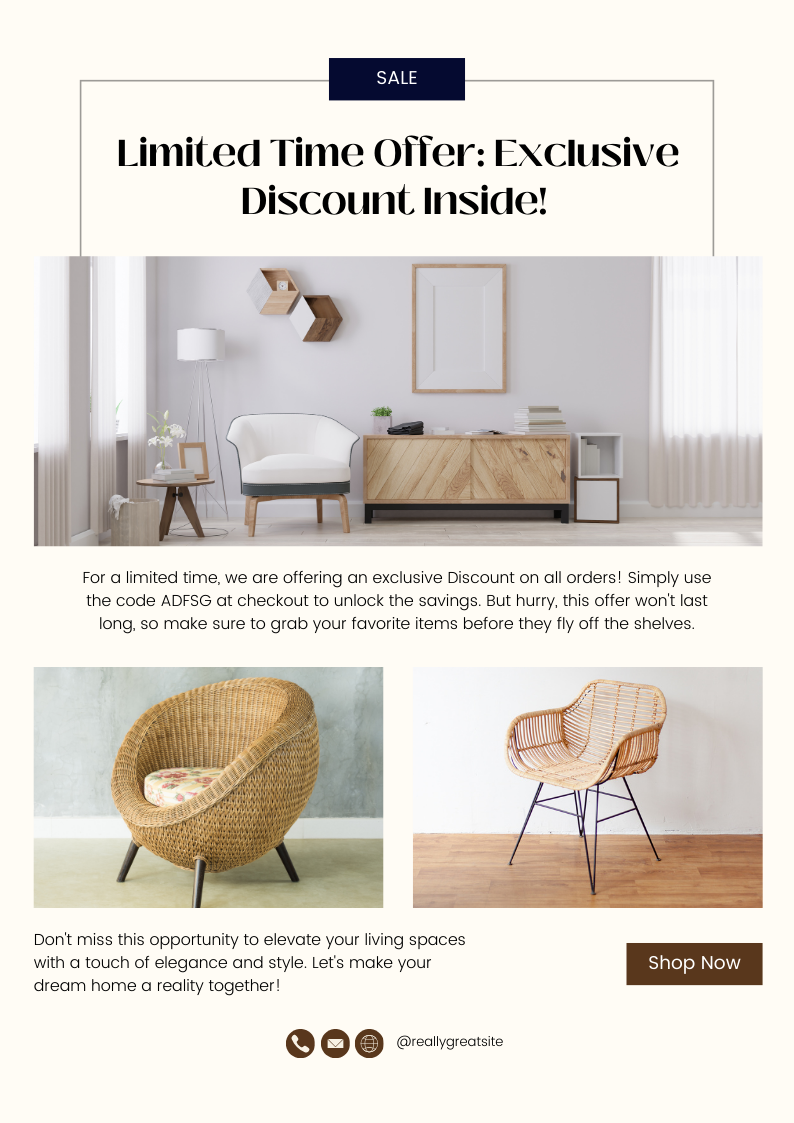 SALE
Limited Time Offer: Exclusive
Discount Inside!
For a limited time, we are offering an exclusive Discount on all orders! Simply use
the code ADFSG at checkout to unlock the savings. But hurry, this offer won't last
long, so make sure to grab your favorite items before they fly off the shelves.
Don't miss this opportunity to elevate your living spaces
with a touch of elegance and style. Let's make your
dream home a reality together!
Shop Now
@reallygreatsite